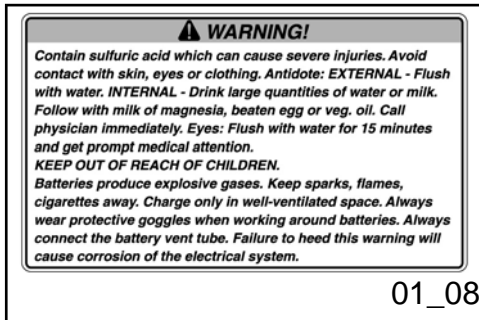 WARNING!
Contain sulfuric acid which can cause severe injuries. Avoid
contact with skin, eyes or clothing. Antidote: EXTERNAL - Flush
with water. INTERNAL - Drink large quantities of water or milk.
Follow with milk of magnesia, beaten egg or veg. oil. Call
physician immediately. Eyes: Flush with water for 15 minutes
and get prompt medical attention.
KEEP OUT OF REACH OF CHILDREN.
Batteries produce explosive gases. Keep sparks, flames,
cigarettes away. Charge only in well-ventilated space. Always
wear protective goggles when working around batteries. Always
connect the battery vent tube. Failure to heed this warning will
cause corrosion of the electrical system.
01_08